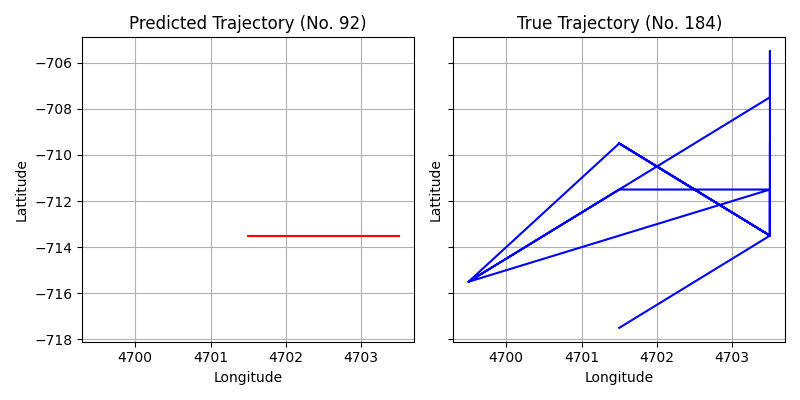 Predicted Trajectory (No. 92)
True Trajectory (No. 184)
−706
−708
−710
−712
−714
−716
−718
Lattitude
Lattitude
4700 4701 4702 4703
4700 4701 4702 4703
Longitude
Longitude